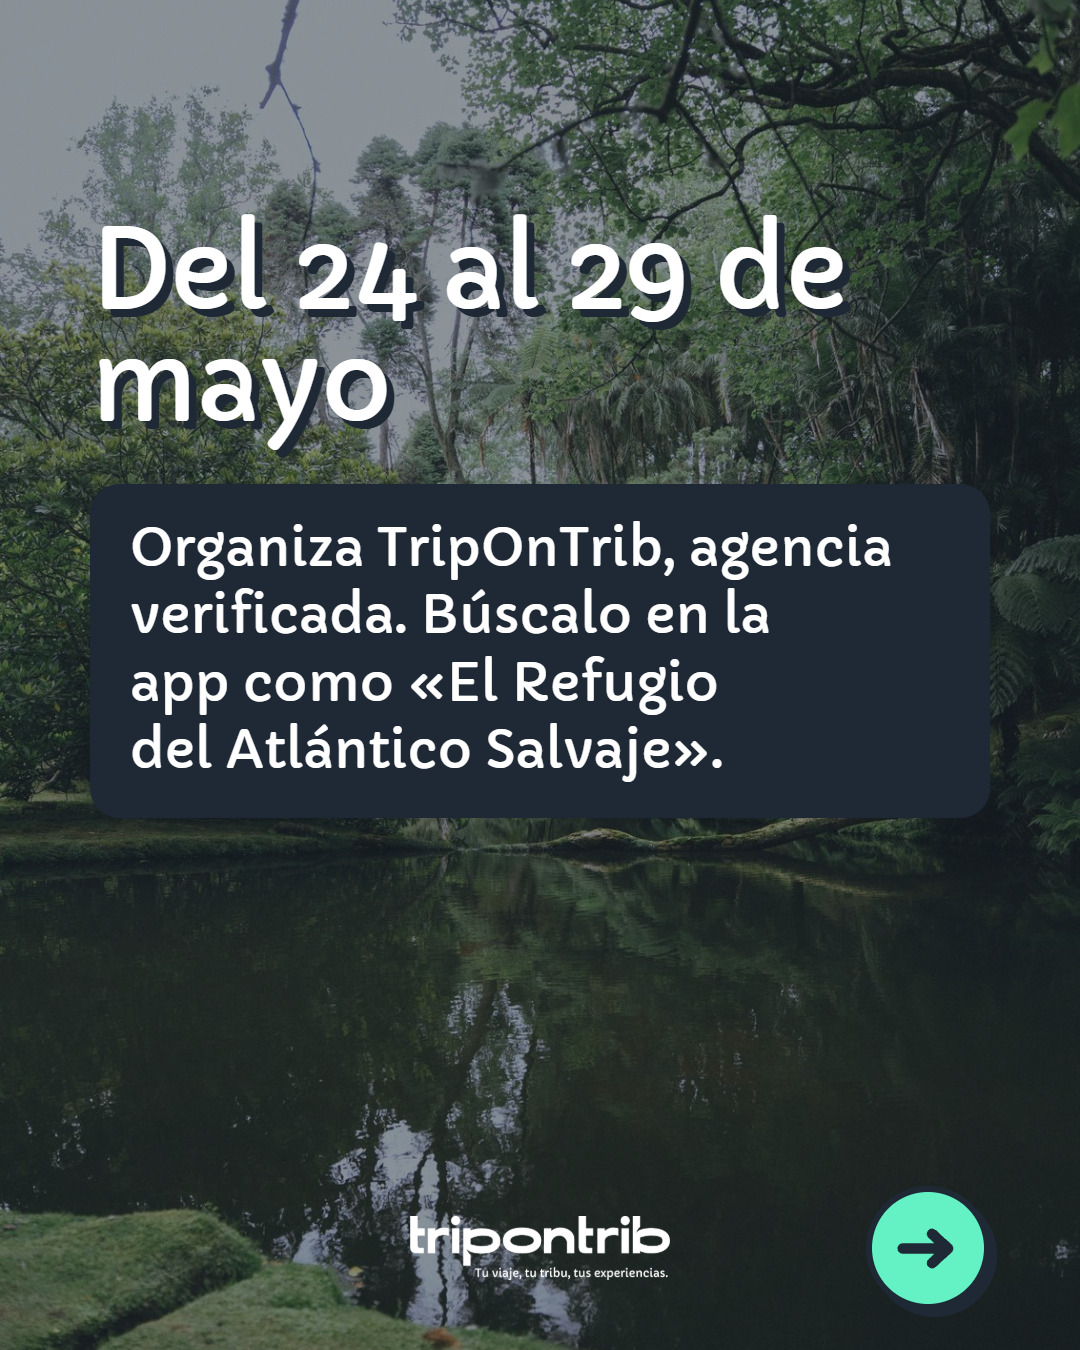 Del 24 al 29 de
mayo
Organiza TripOnTrib, agencia
verificada. Búscalo en la
app como «El Refugio
del Atlántico Salvaje».
tripontrib
Tu viaje, tu tribu, tus experiencias.